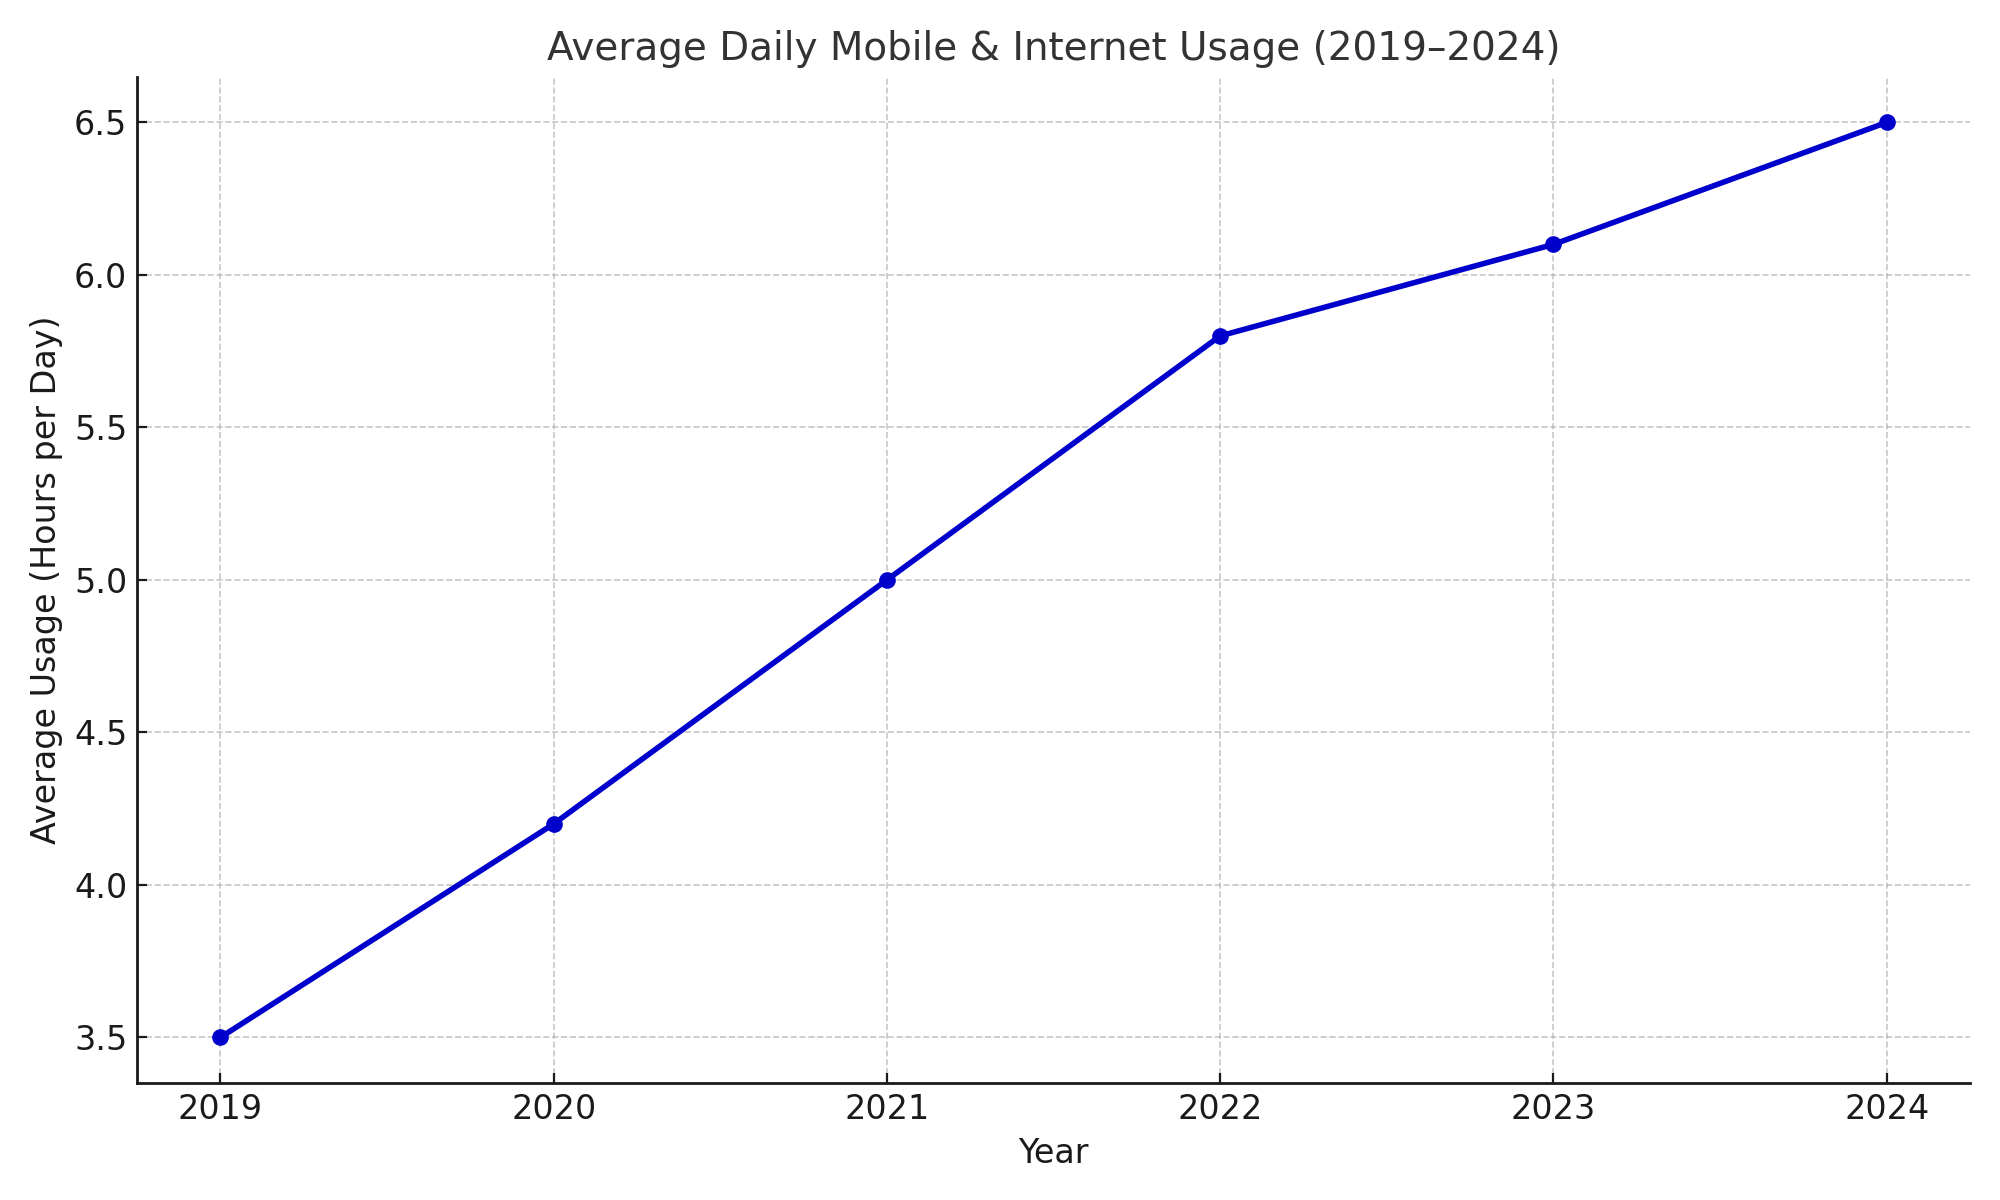 Average Daily Mobile & Internet Usage (2019–2024)
Average Usage (Hours per Day)
6.5
6.0
5.5
5.0
4.5
4.0
3.5
2019 2020 2021 2022 2023 2024
Year